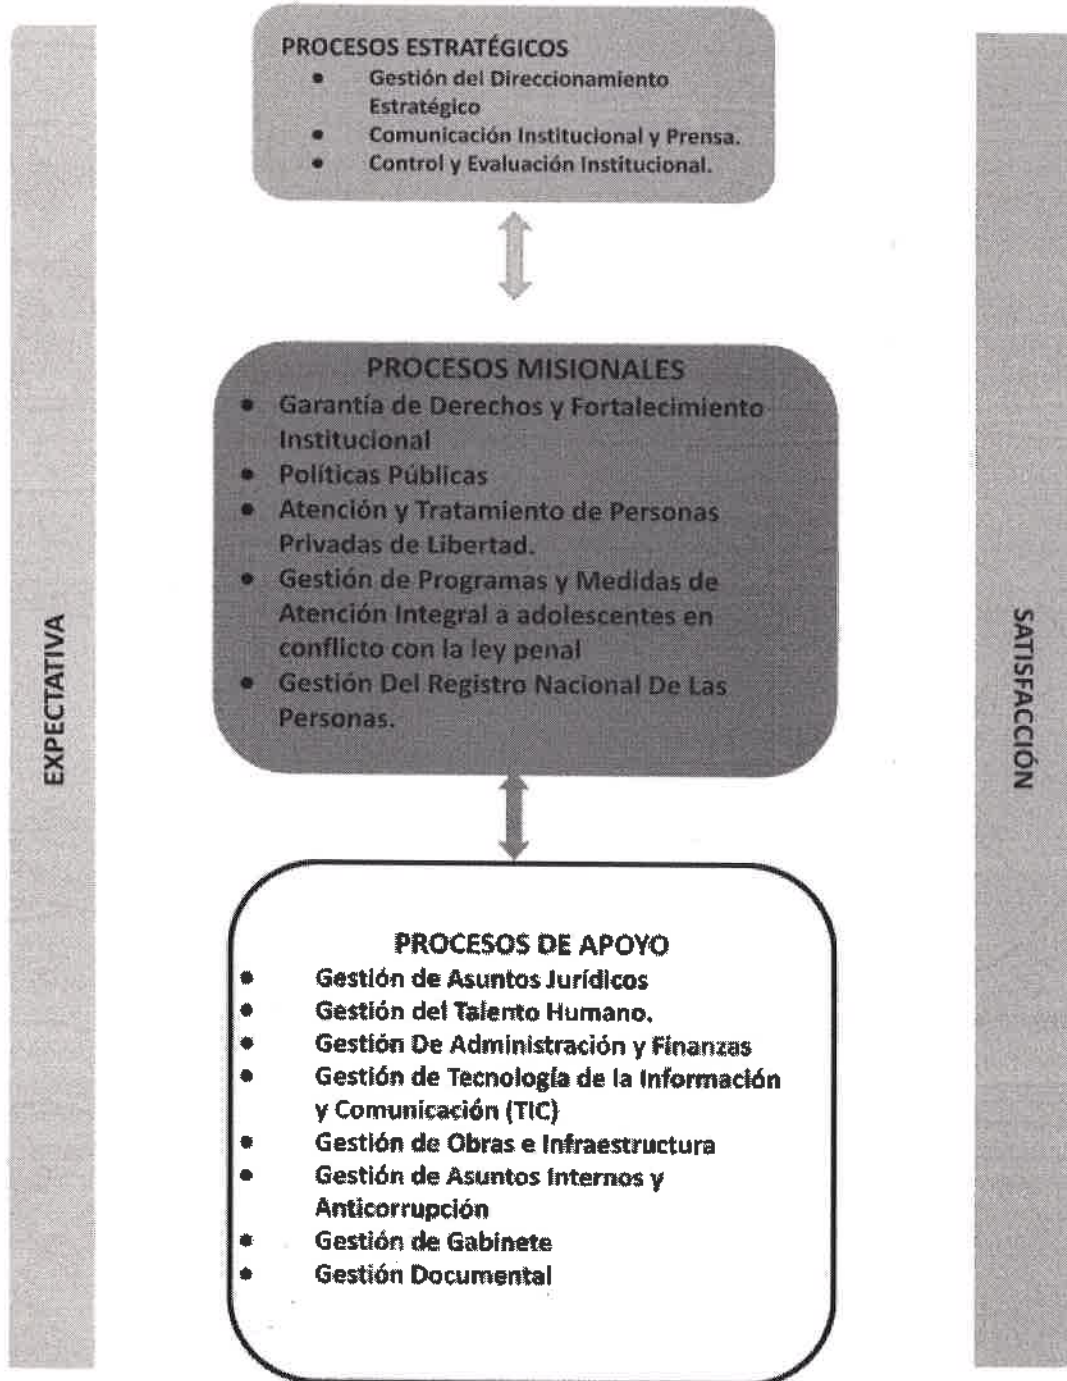 PROCESOS ESTRATÉGICOS
• Gestión del Direccionamiento
Estratégico
• Comunicación Institucional y Prensa.
• Control y Evaluación Institucional.
EXPECTATIVA
PROCESOS MISIONALES
• Garantía de Derechos y Fortalecimiento
Institucional
• Políticas Públicas
• Atención y Tratamiento de Personas
Privadas de Libertad.
• Gestión de Programas y Medidas de
Atención Integral a adolescentes en
conflicto con la ley penal
• Gestión Del Registro Nacional De Las
Personas.
SATISFACCIÓN
PROCESOS DE APOYO
• Gestión de Asuntos Jurídicos
• Gestión del Talento Humano.
• Gestión De Administración y Finanzas
• Gestión de Tecnología de la Información
y Comunicación (TIC)
• Gestión de Obras e Infraestructura
• Gestión de Asuntos Internos y
Anticorrupción
• Gestión de Gabinete
• Gestión Documental